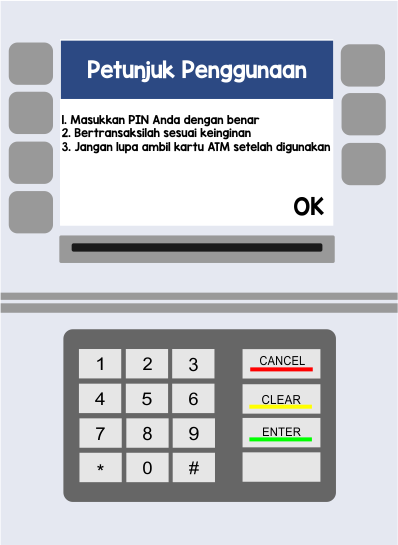 Petunjuk Penggunaan
1. Masukkan PIN Anda dengan benar
2. Bertransaksilah sesuai keinginan
3. Jangan lupa ambil kartu ATM setelah digunakan
OK
1 2 3 CANCEL
4 5 6 CLEAR
7 8 9 ENTER
* 0 #